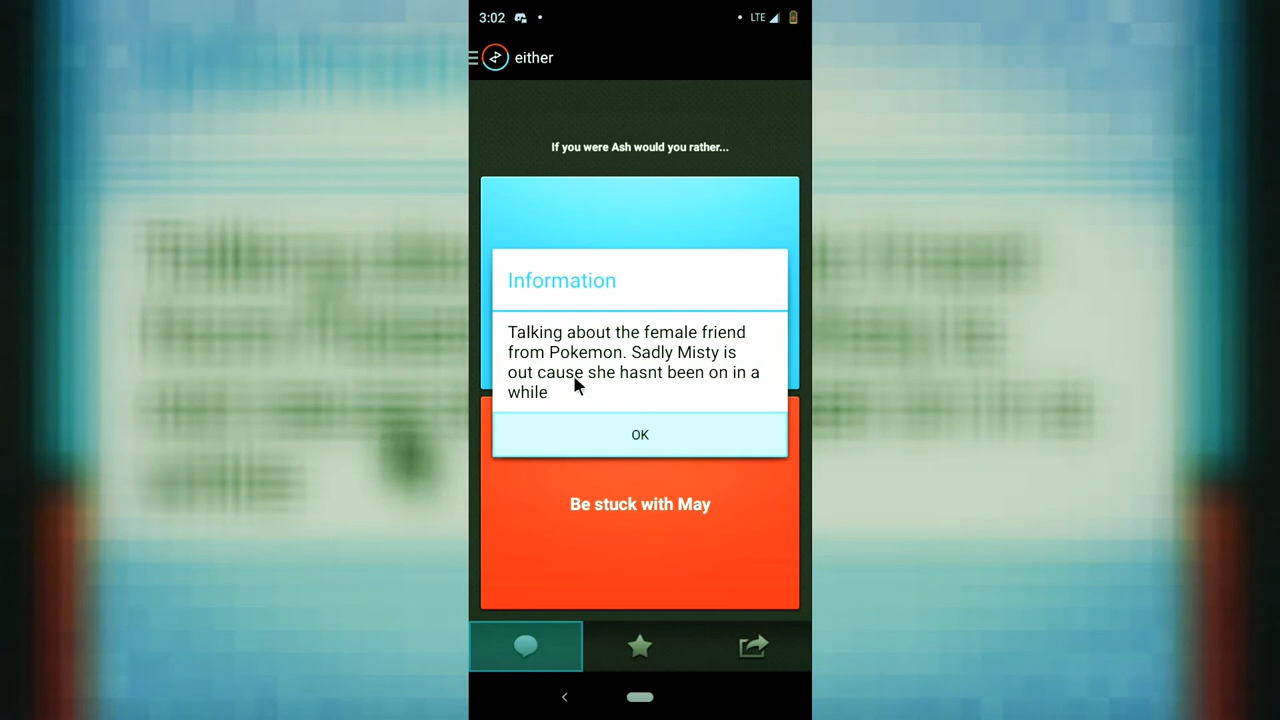 3:02
LTE
either
If you were Ash would you rather...
Information
Talking about the female friend
from Pokemon. Sadly Misty is
out cause she hasnt been on in a
while
OK
Be stuck with May